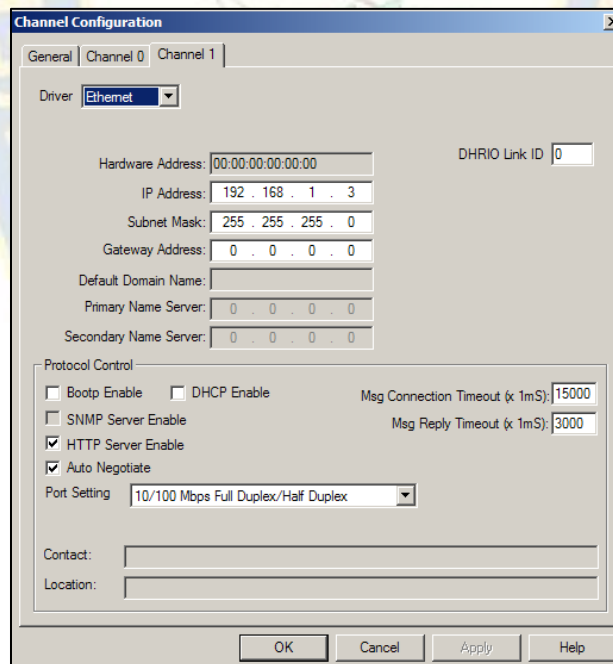 Channel Configuration
General Channel 0 Channel 1
Driver Ethernet
DHRIO Link ID 0
Hardware Address: 00:00:00:00:00:00
IP Address: 192 . 168 . 1 . 3
Subnet Mask: 255 . 255 . 255 . 0
Gateway Address: 0 . 0 . 0 . 0
Default Domain Name:
Primary Name Server: 0 . 0 . 0 . 0
Secondary Name Server: 0 . 0 . 0 . 0
Protocol Control
Bootp Enable DHCP Enable Msg Connection Timeout (x 1mS): 15000
SNMP Server Enable Msg Reply Timeout (x 1mS): 3000
HTTP Server Enable
Auto Negotiate
Port Setting 10/100 Mbps Full Duplex/Half Duplex
Contact:
Location:
OK Cancel Apply Help